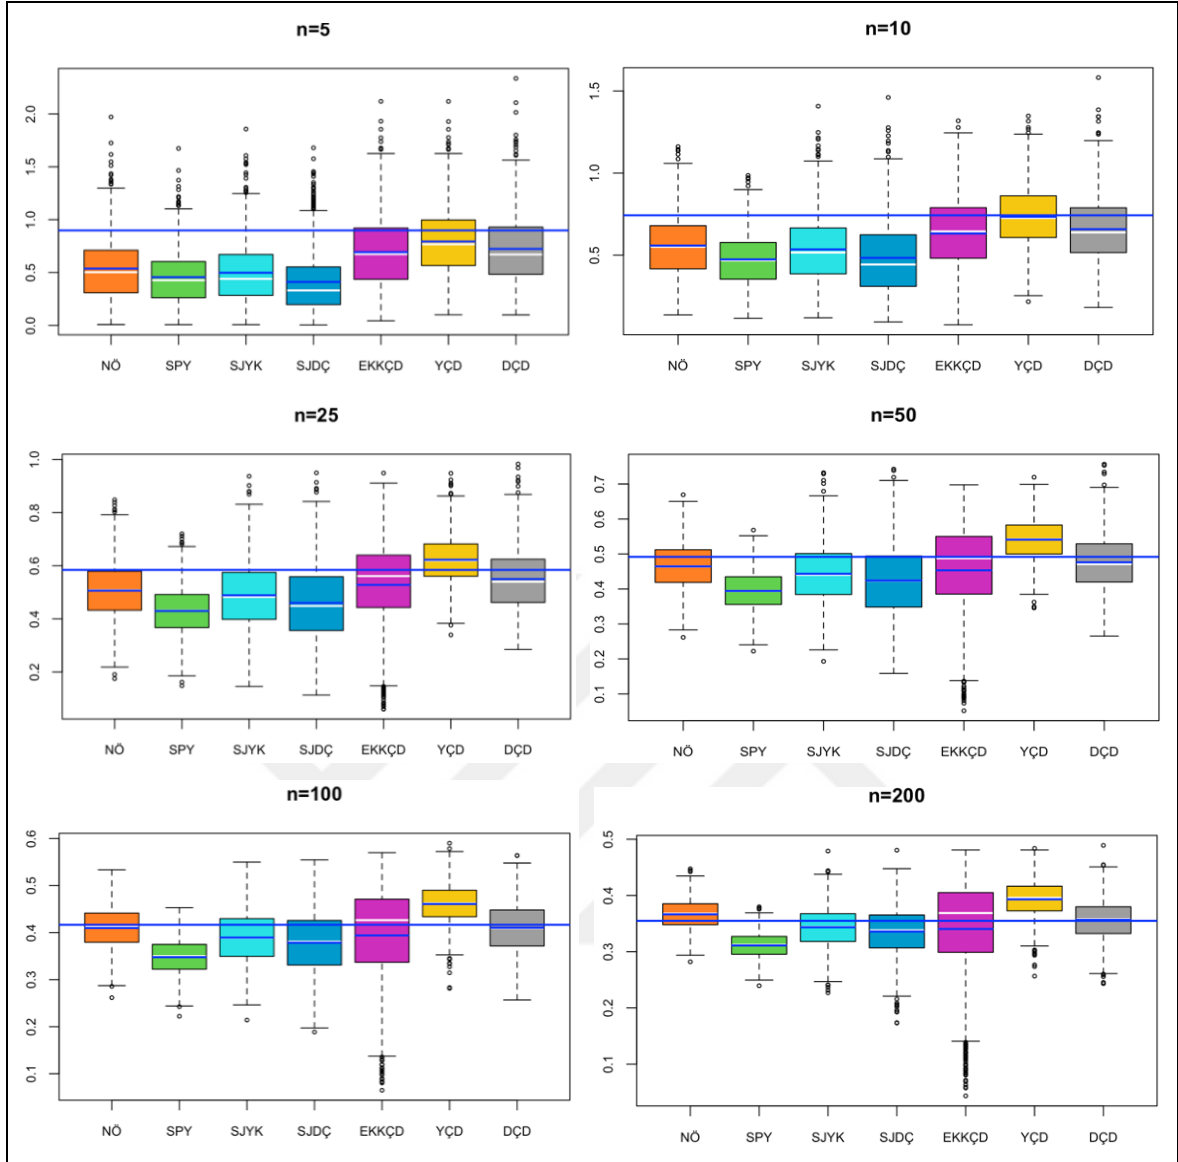 n=5
2.0
1.5
1.0
0.5
0.0
NÖ SPY SJYK SJDÇ EKKÇD YÇD DÇD
n=10
1.5
1.0
0.5
NÖ SPY SJYK SJDÇ EKKÇD YÇD DÇD
n=25
1.0
0.8
0.6
0.4
0.2
NÖ SPY SJYK SJDÇ EKKÇD YÇD DÇD
n=50
0.7
0.6
0.5
0.4
0.3
0.2
0.1
NÖ SPY SJYK SJDÇ EKKÇD YÇD DÇD
n=100
0.6
0.5
0.4
0.3
0.2
0.1
NÖ SPY SJYK SJDÇ EKKÇD YÇD DÇD
n=200
0.5
0.4
0.3
0.2
0.1
NÖ SPY SJYK SJDÇ EKKÇD YÇD DÇD